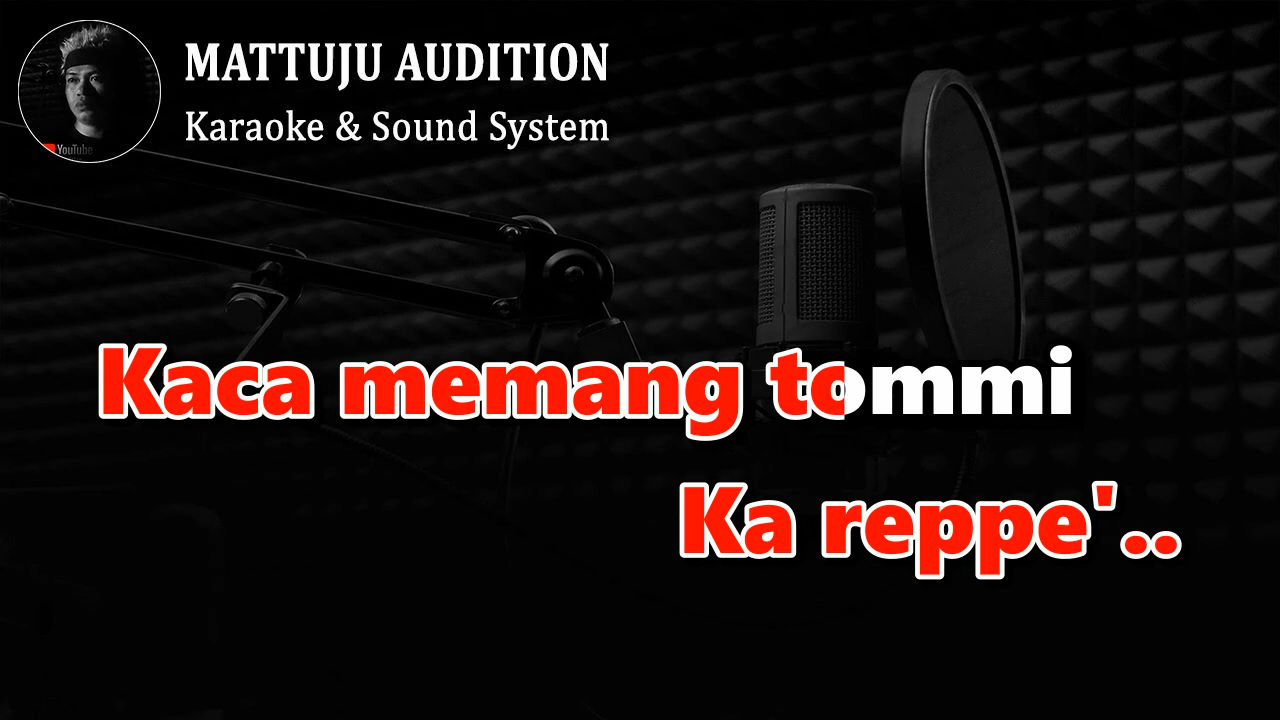 MATTUJU AUDITION
Karaoke & Sound System
YouTube
Kaca memang tommi
Ka reppe'..